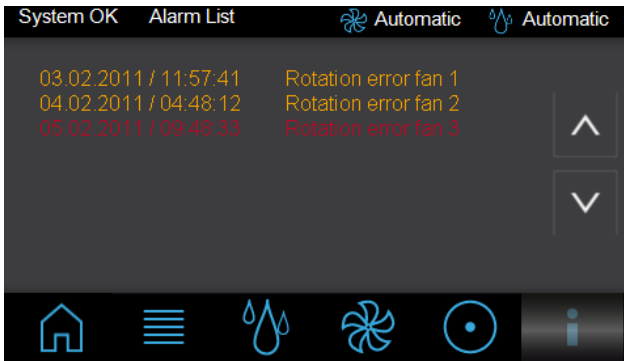 System OK Alarm List Automatic Automatic
03.02.2011 / 11:57:41 Rotation error fan 1
04.02.2011 / 04:48:12 Rotation error fan 2
05.02.2011 / 09:48:33 Rotation error fan 3